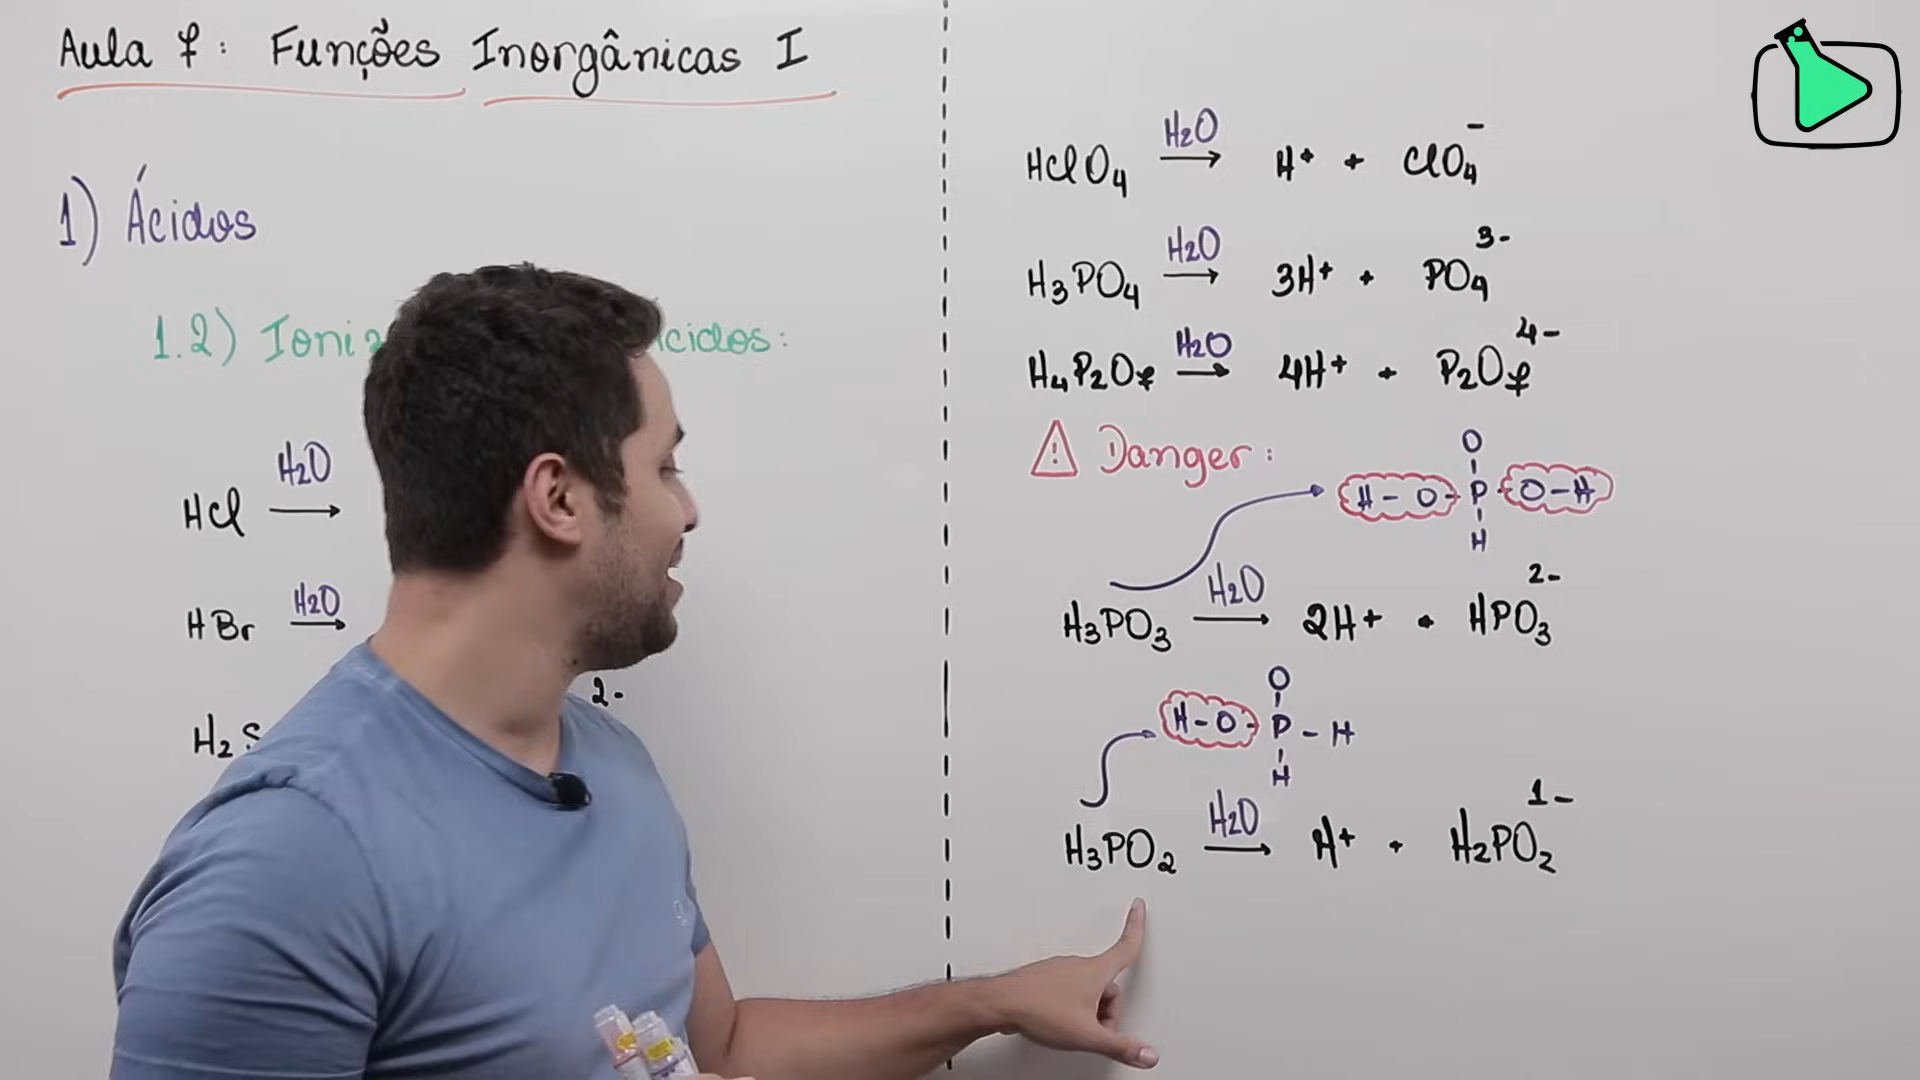 Aula 7: Funções Inorgânicas I
1) Ácidos
1.2) Ioniz cidos:
HCl H2O →
HBr H2O →
H2S
2-
HClO4 H2O → H+ + ClO4-
H3PO4 H2O → 3H+ + PO4 3-
H4P2O7 H2O → 4H+ + P2O7 4-
⚠ Danger:
O
H-O-P-O-H
H
H3PO3 H2O → 2H+ + HPO3 2-
O
H-O-P-H
H
H3PO2 H2O → H+ + H2PO2 1-